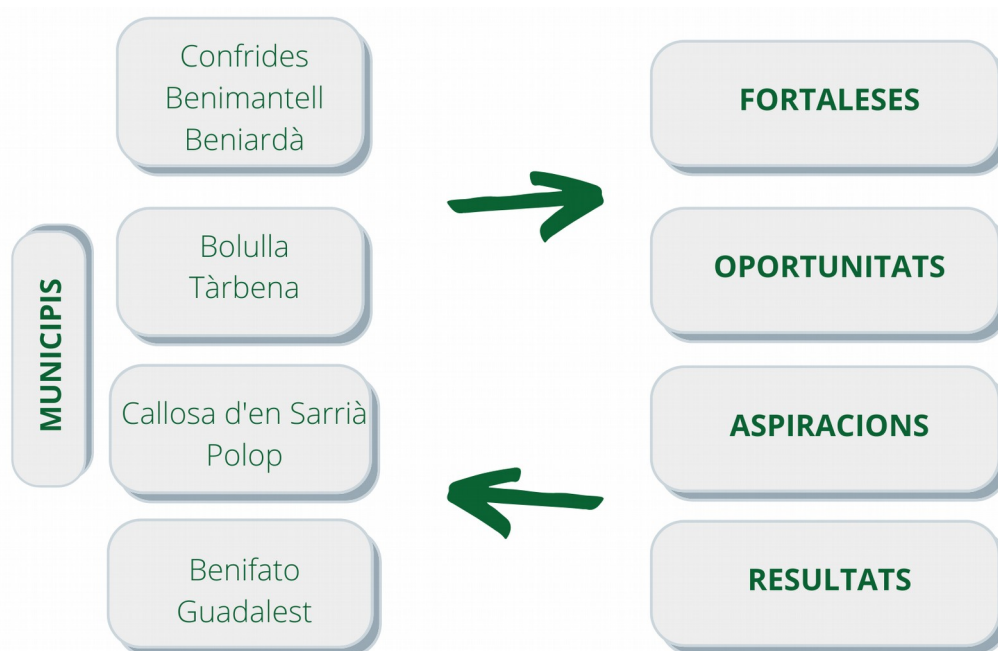 MUNICIPIS
Confrides
Benimantell
Beniardà
Bolulla
Tàrbena
Callosa d'en Sarrià
Polop
Benifato
Guadalest
FORTALESES
OPORTUNITATS
ASPIRACIONS
RESULTATS